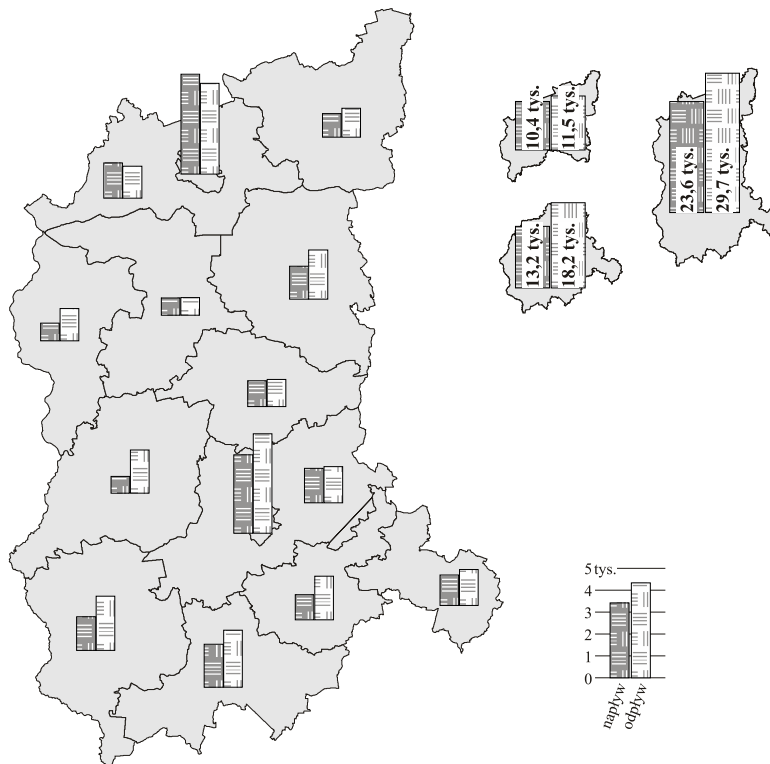 10,4 tys.
11,5 tys.
23,6 tys.
29,7 tys.
13,2 tys.
18,2 tys.
5 tys.
4
3
2
1
0
napływ
odpływ